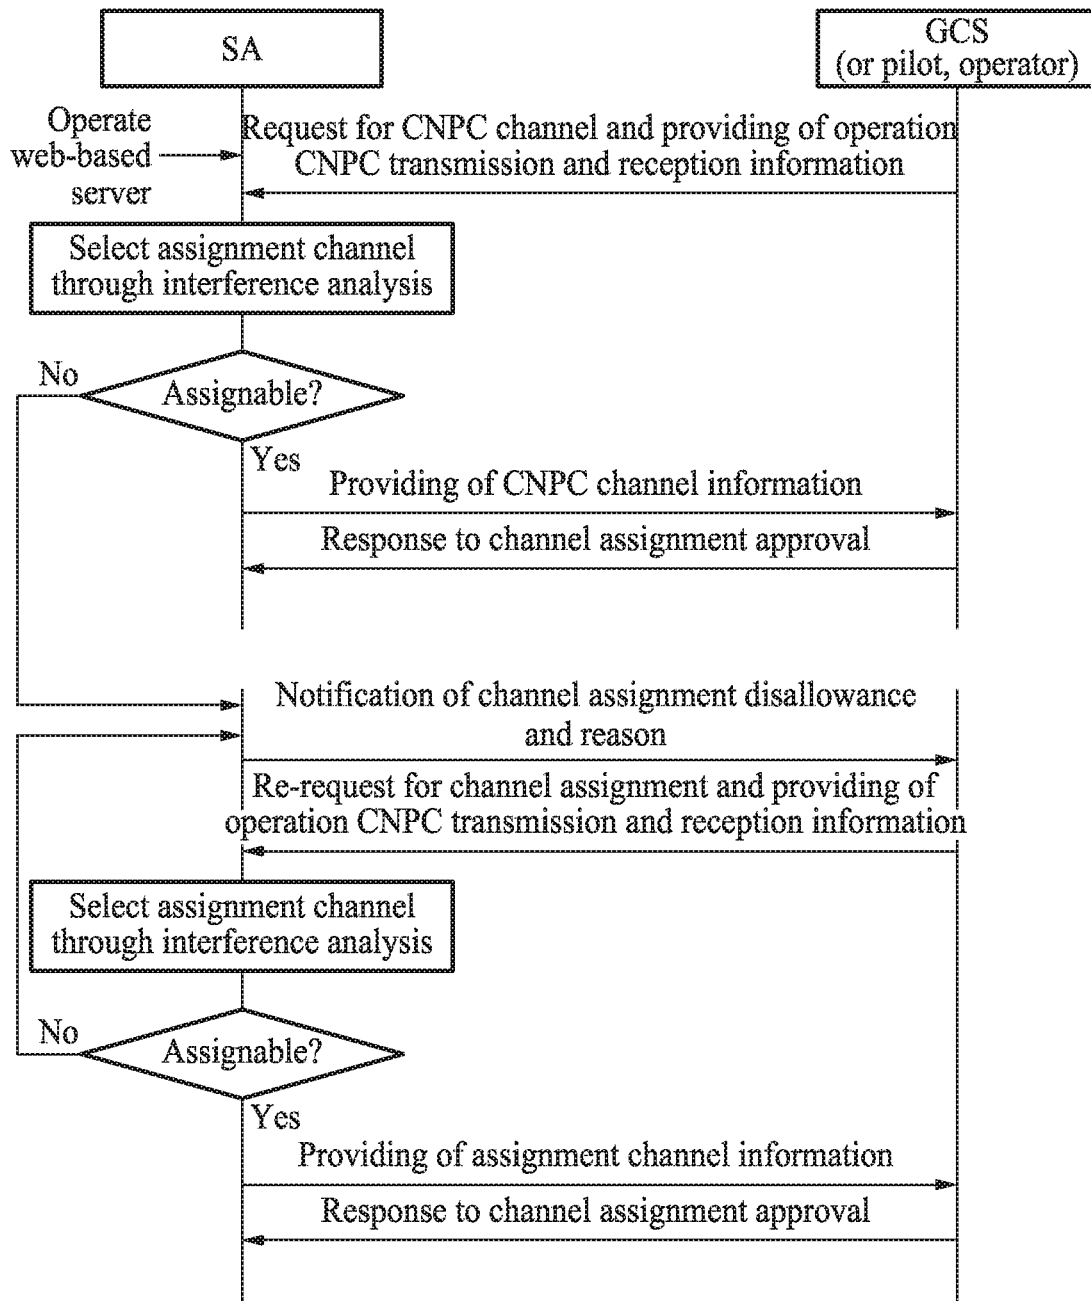 SA
GCS
(or pilot, operator)
Operate
web-based
server
Request for CNPC channel and providing of operation
CNPC transmission and reception information
Select assignment channel
through interference analysis
No
Assignable?
Yes
Providing of CNPC channel information
Response to channel assignment approval
Notification of channel assignment disallowance
and reason
Re-request for channel assignment and providing of
operation CNPC transmission and reception information
Select assignment channel
through interference analysis
No
Assignable?
Yes
Providing of assignment channel information
Response to channel assignment approval